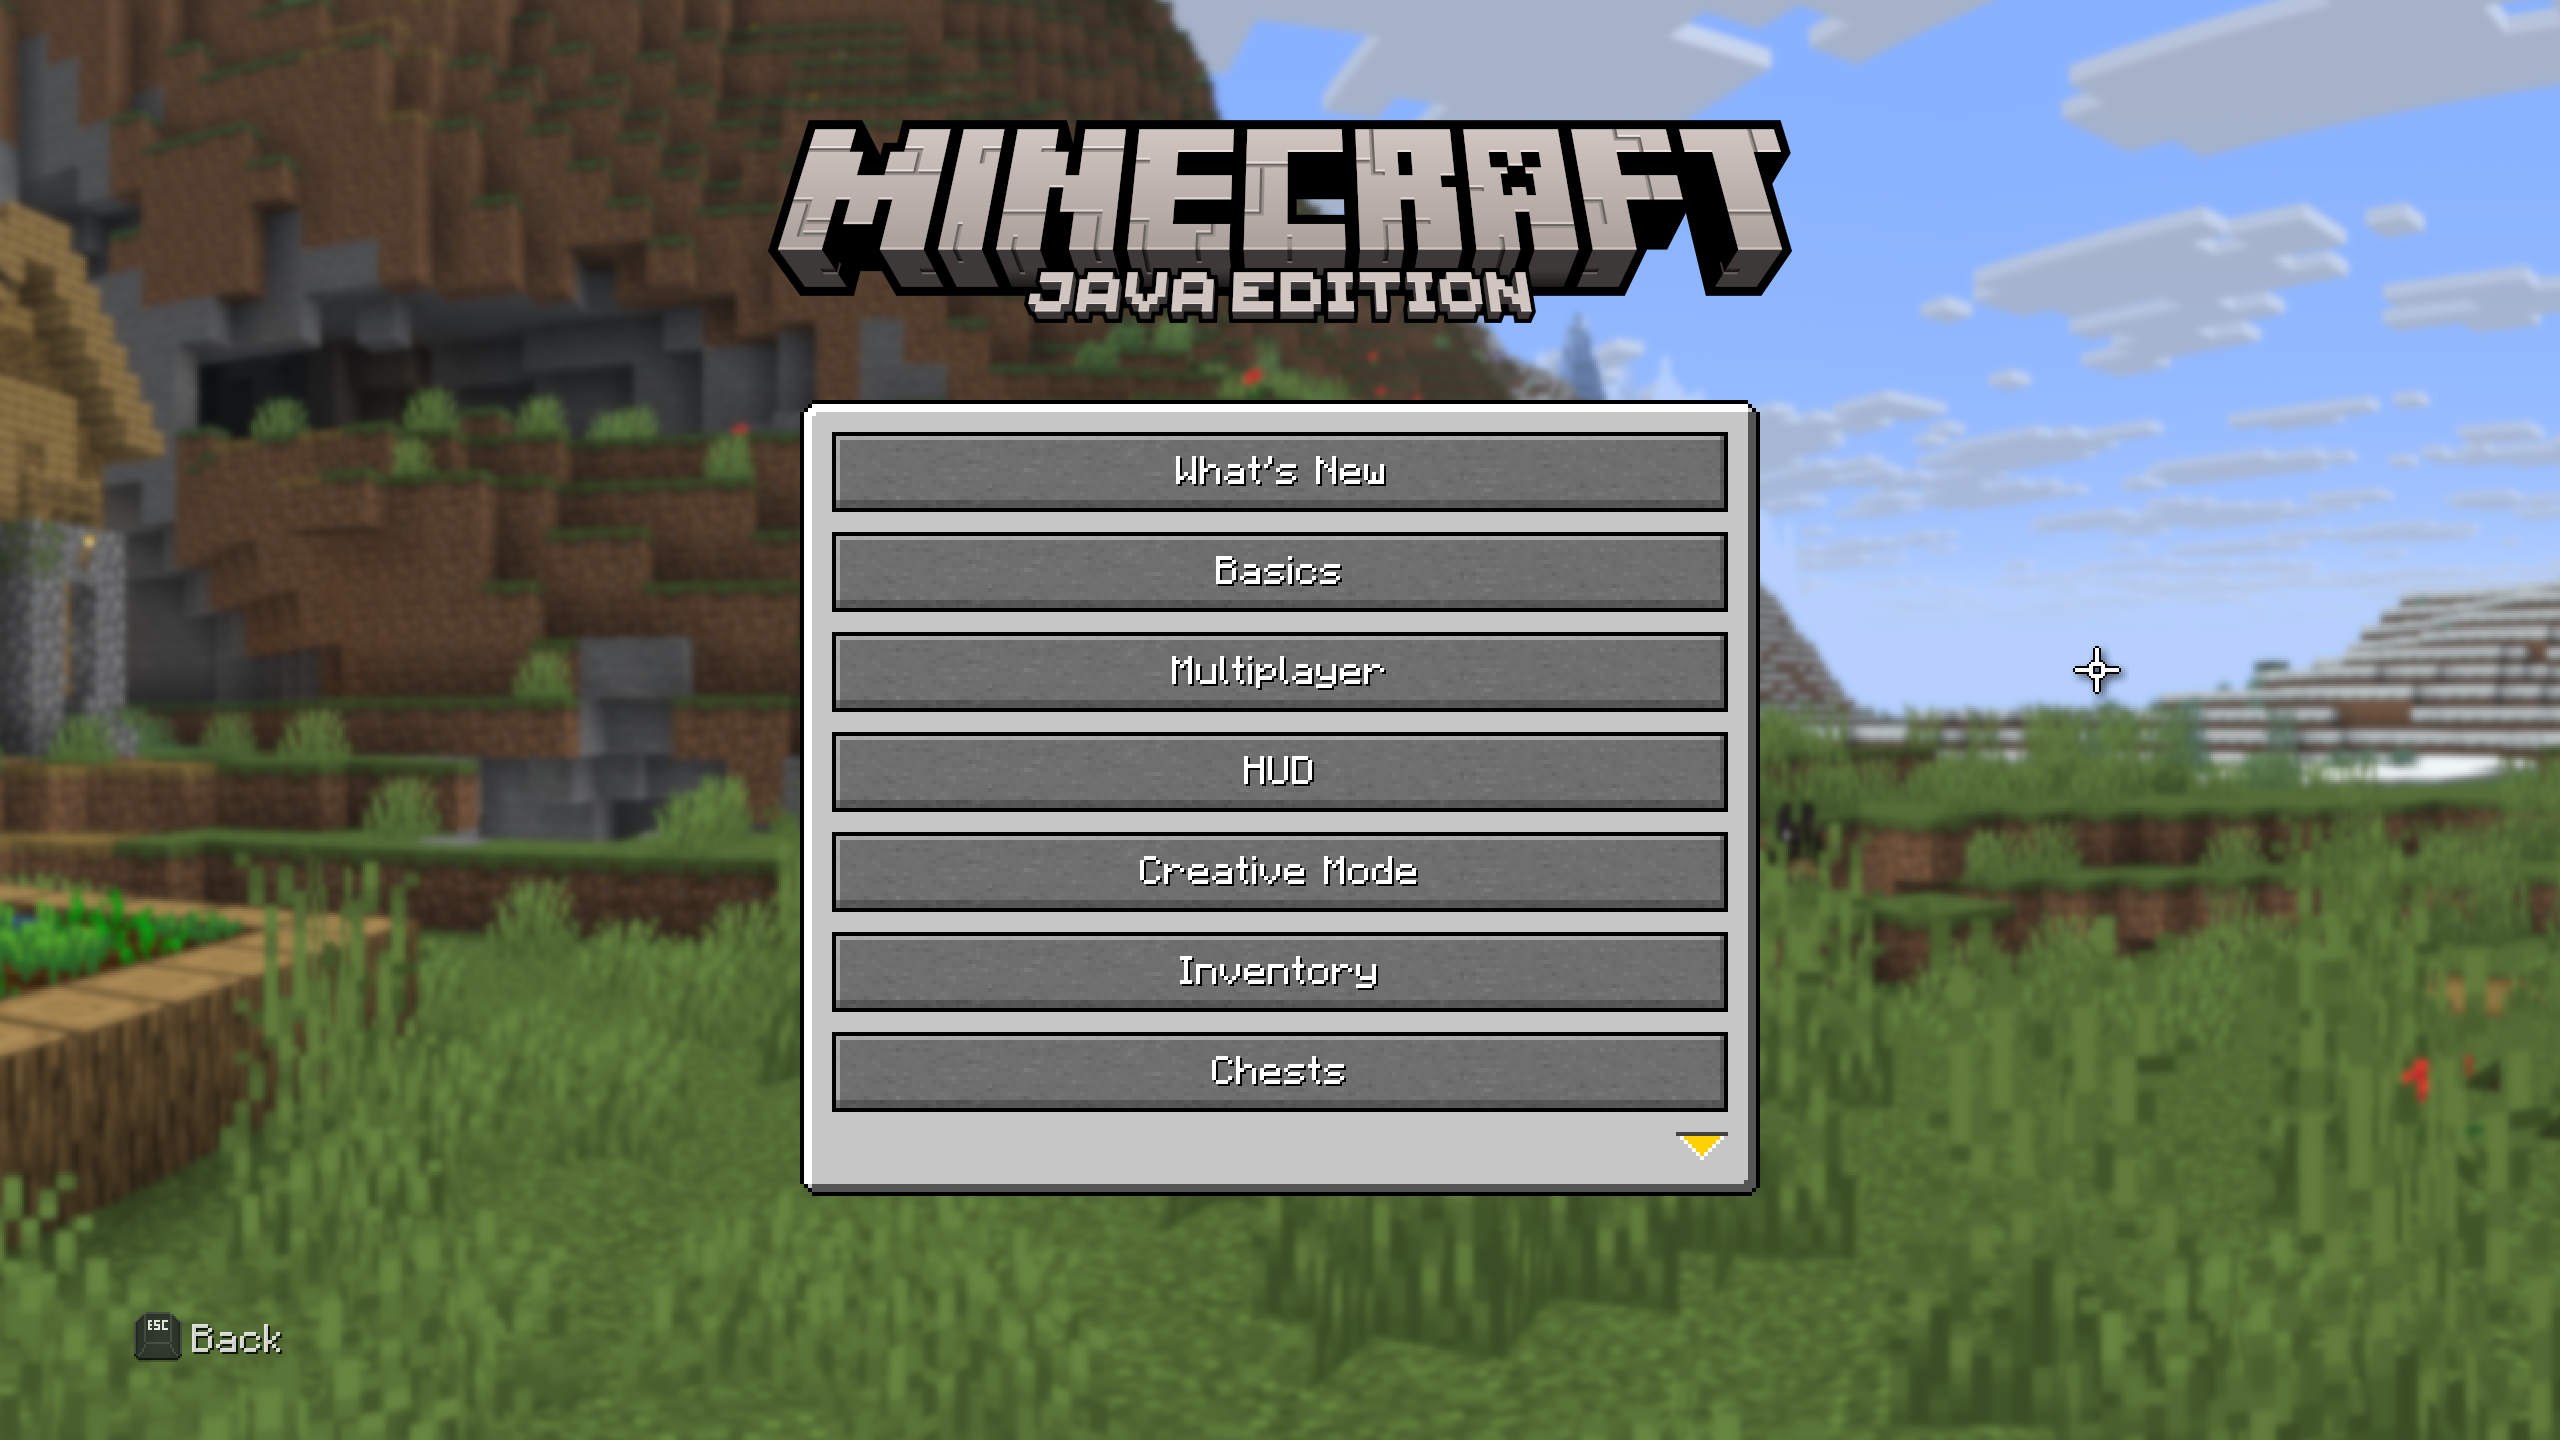 MINECRAFT
JAVA EDITION
What's New
Basics
Multiplayer
HUD
Creative Mode
Inventory
Chests
ESC Back